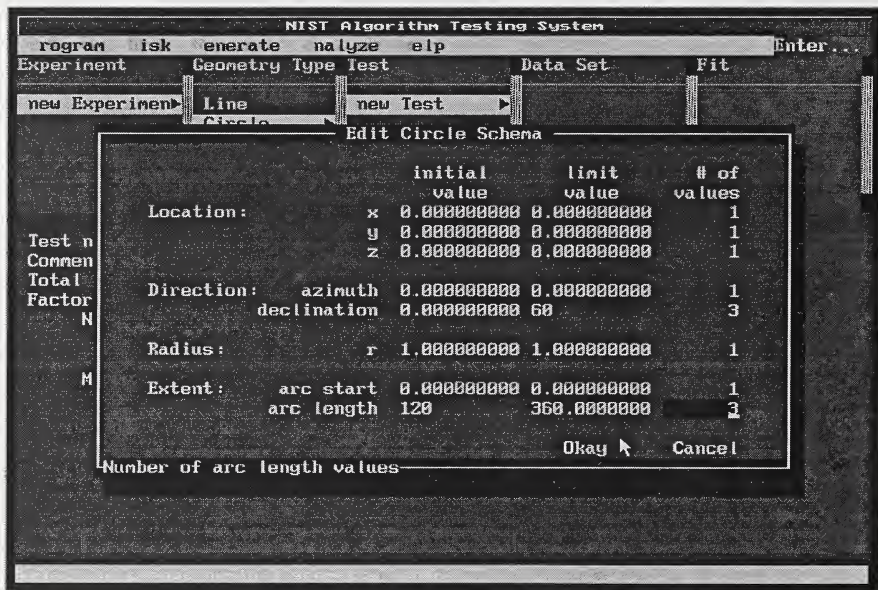 NIST Algorithm Testing System
rogram isk enerate nalyze elp Enter...
Experiment Geometry Type Test Data Set Fit
new Experimen Line new Test
Circle
Edit Circle Schema
initial limit # of
value value values
Location: x 0.000000000 0.000000000 1
y 0.000000000 0.000000000 1
z 0.000000000 0.000000000 1
Test n
Commen
Total
Factor
N
M
Direction: azimuth 0.000000000 0.000000000 1
declination 0.000000000 60 3
Radius: r 1.000000000 1.000000000 1
Extent: arc start 0.000000000 0.000000000 1
arc length 120 360.0000000 3
Okay Cancel
Number of arc length values